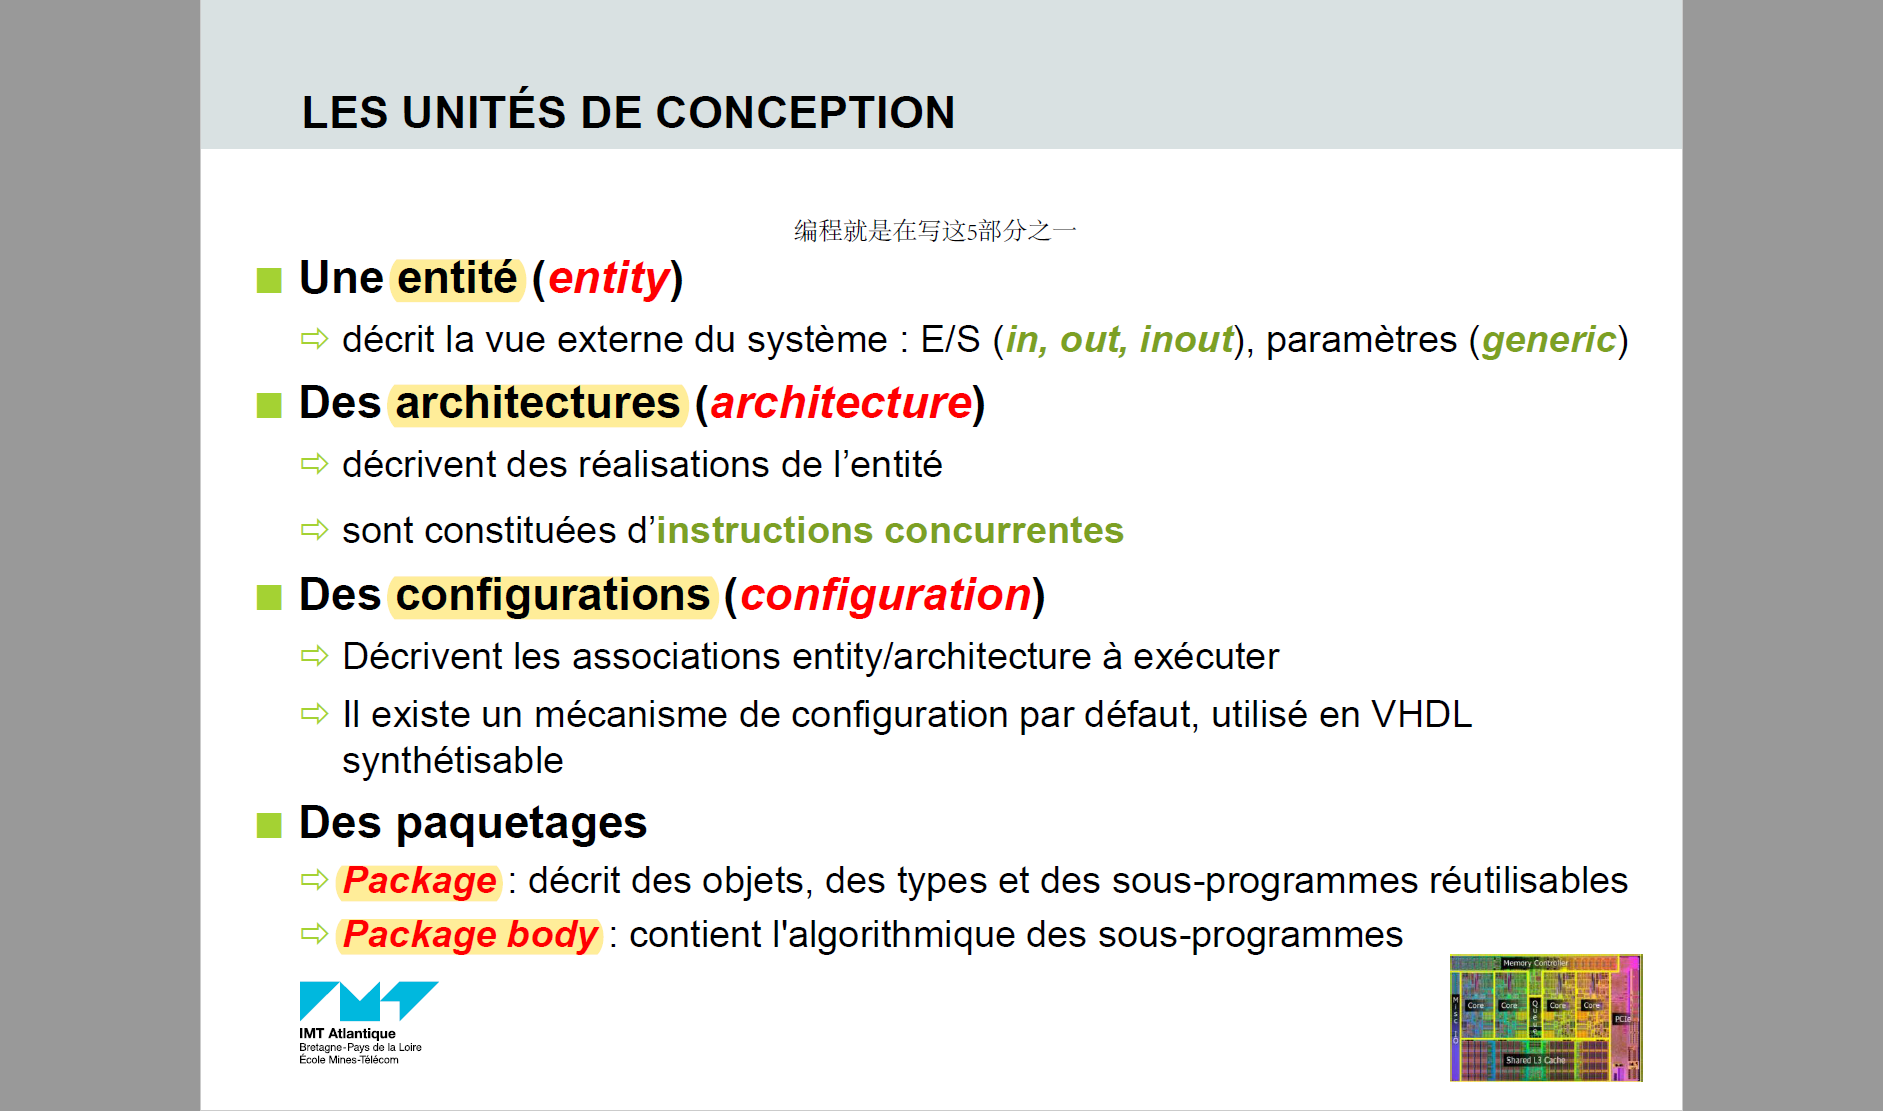 LES UNITÉS DE CONCEPTION
编程就是在写这5部分之一
Une entité (entity)
décrit la vue externe du système : E/S (in, out, inout), paramètres (generic)
Des architectures (architecture)
décrivent des réalisations de l’entité
sont constituées d’instructions concurrentes
Des configurations (configuration)
Décrivent les associations entity/architecture à exécuter
Il existe un mécanisme de configuration par défaut, utilisé en VHDL
synthétisable
Des paquetages
Package : décrit des objets, des types et des sous-programmes réutilisables
Package body : contient l'algorithmique des sous-programmes
IMT Atlantique
Bretagne-Pays de la Loire
École Mines-Télécom
Memory Controller
Misc IO
Core
Core
Queue
Core
Core
PCIe
Shared L3 Cache